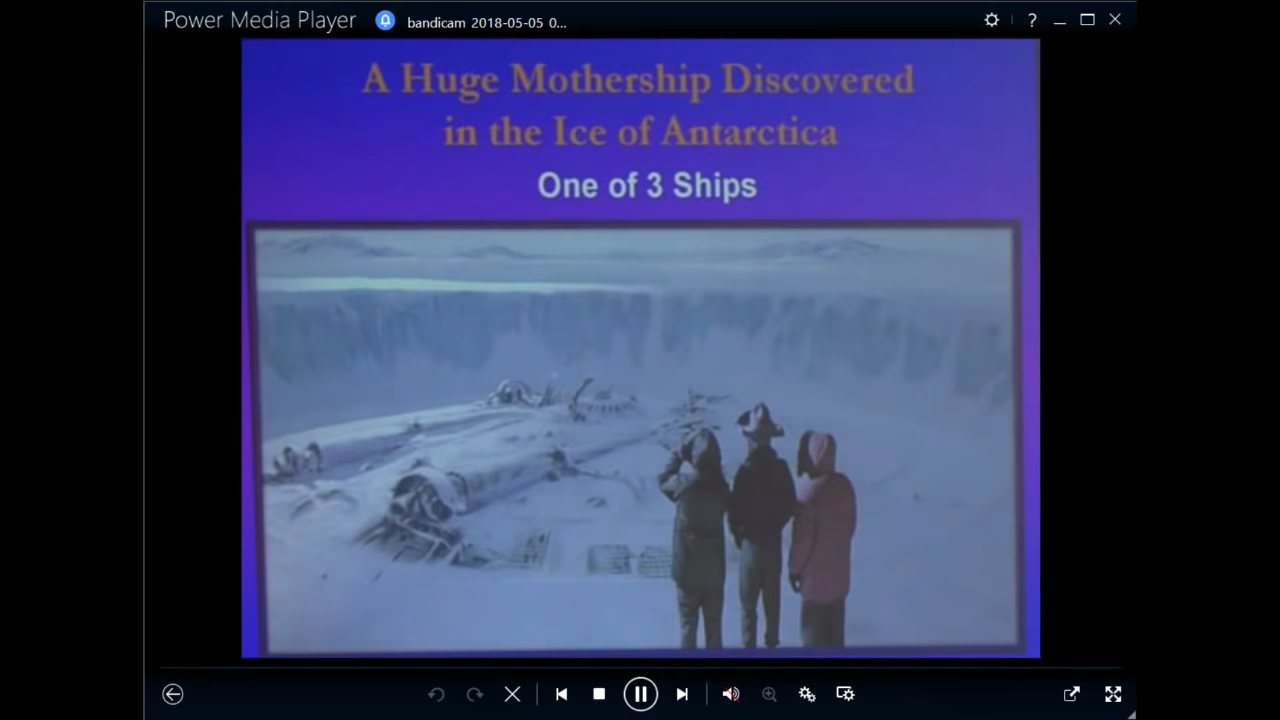 Power Media Player
bandicam 2018-05-05 0...
?
A Huge Mothership Discovered
in the Ice of Antarctica
One of 3 Ships